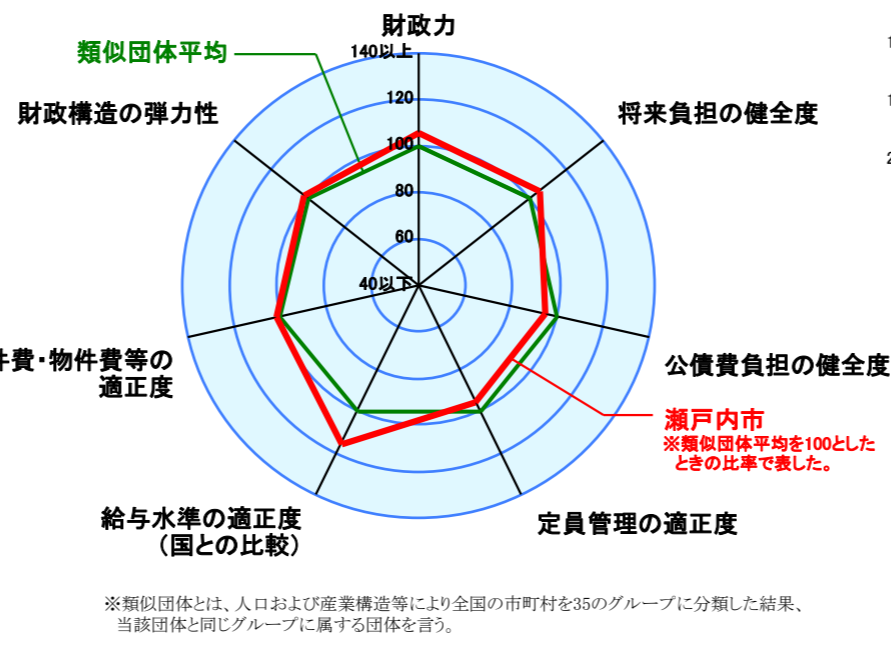 財政力
類似団体平均
140以上
財政構造の弾力性
将来負担の健全度
120
100
80
60
40以下
件費・物件費等の
適正度
公債費負担の健全度
瀬戸内市
※類似団体平均を100とした
ときの比率で表した。
給与水準の適正度
（国との比較）
定員管理の適正度
※類似団体とは、人口および産業構造等により全国の市町村を35のグループに分類した結果、
当該団体と同じグループに属する団体を言う。